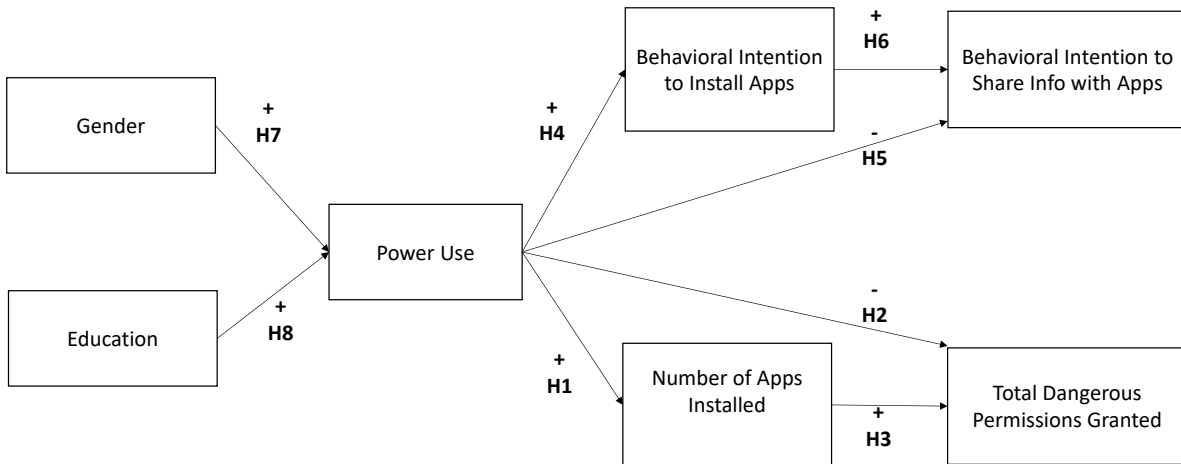 Gender
+
H7
Education
+
H8
Power Use
+
H4
Behavioral Intention
to Install Apps
+
H6
Behavioral Intention to
Share Info with Apps
-
H5
-
H2
+
H1
Number of Apps
Installed
+
H3
Total Dangerous
Permissions Granted